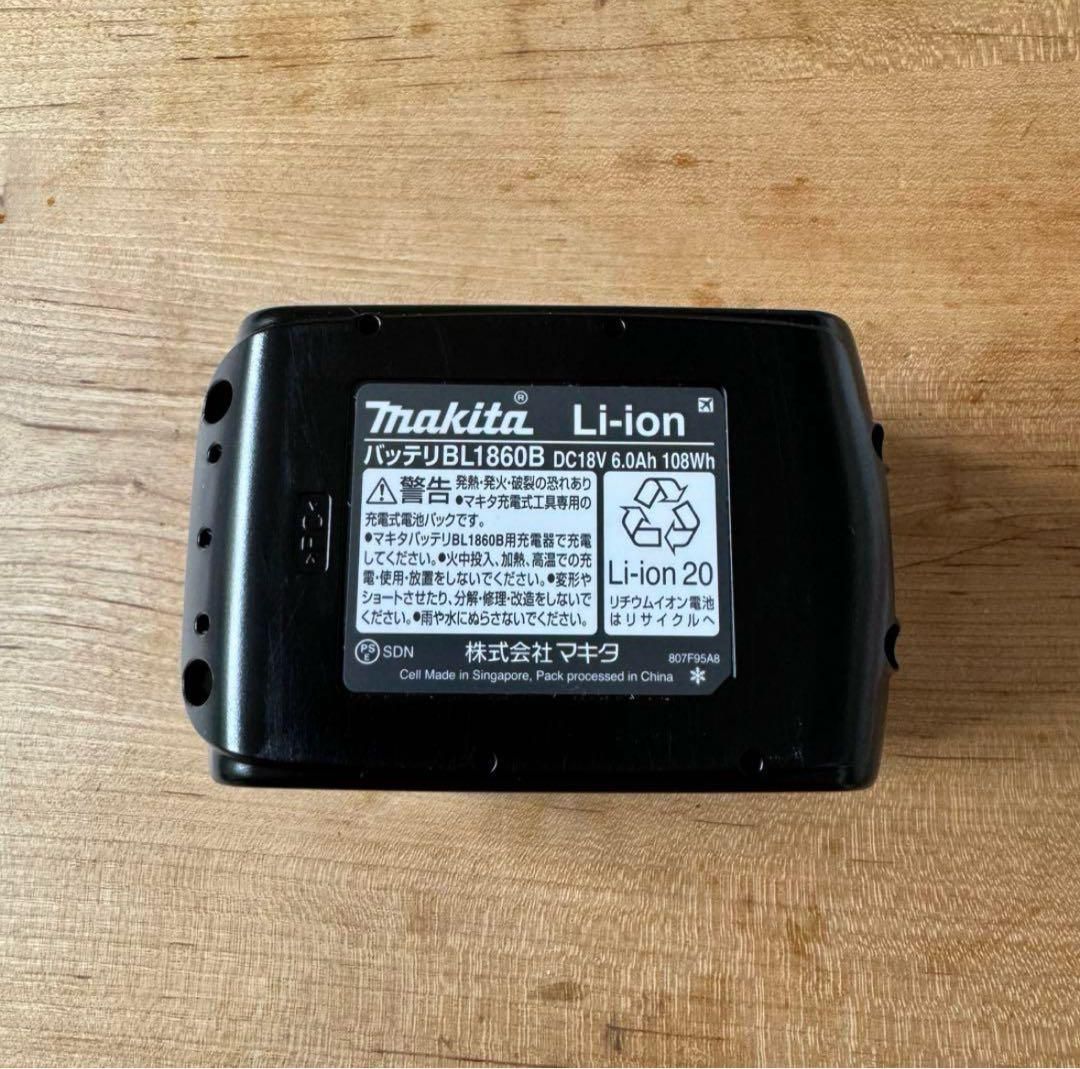 makita® Li-ion
バッテリBL1860B DC18V 6.0Ah 108Wh
警告 発熱・発火・破裂の恐れあり
●マキタ充電式工具専用の
充電式電池パックです。
●マキタバッテリBL1860B用充電器で充電
してください。●火中投入、加熱、高温での充
電・使用・放置をしないでください。●変形や
ショートさせたり、分解・修理・改造をしないで
ください。●雨や水にぬらさないでください。
Li-ion 20
リチウムイオン電池
はリサイクルへ
PSE SDN 株式会社マキタ 807F95A8
Cell Made in Singapore, Pack processed in China